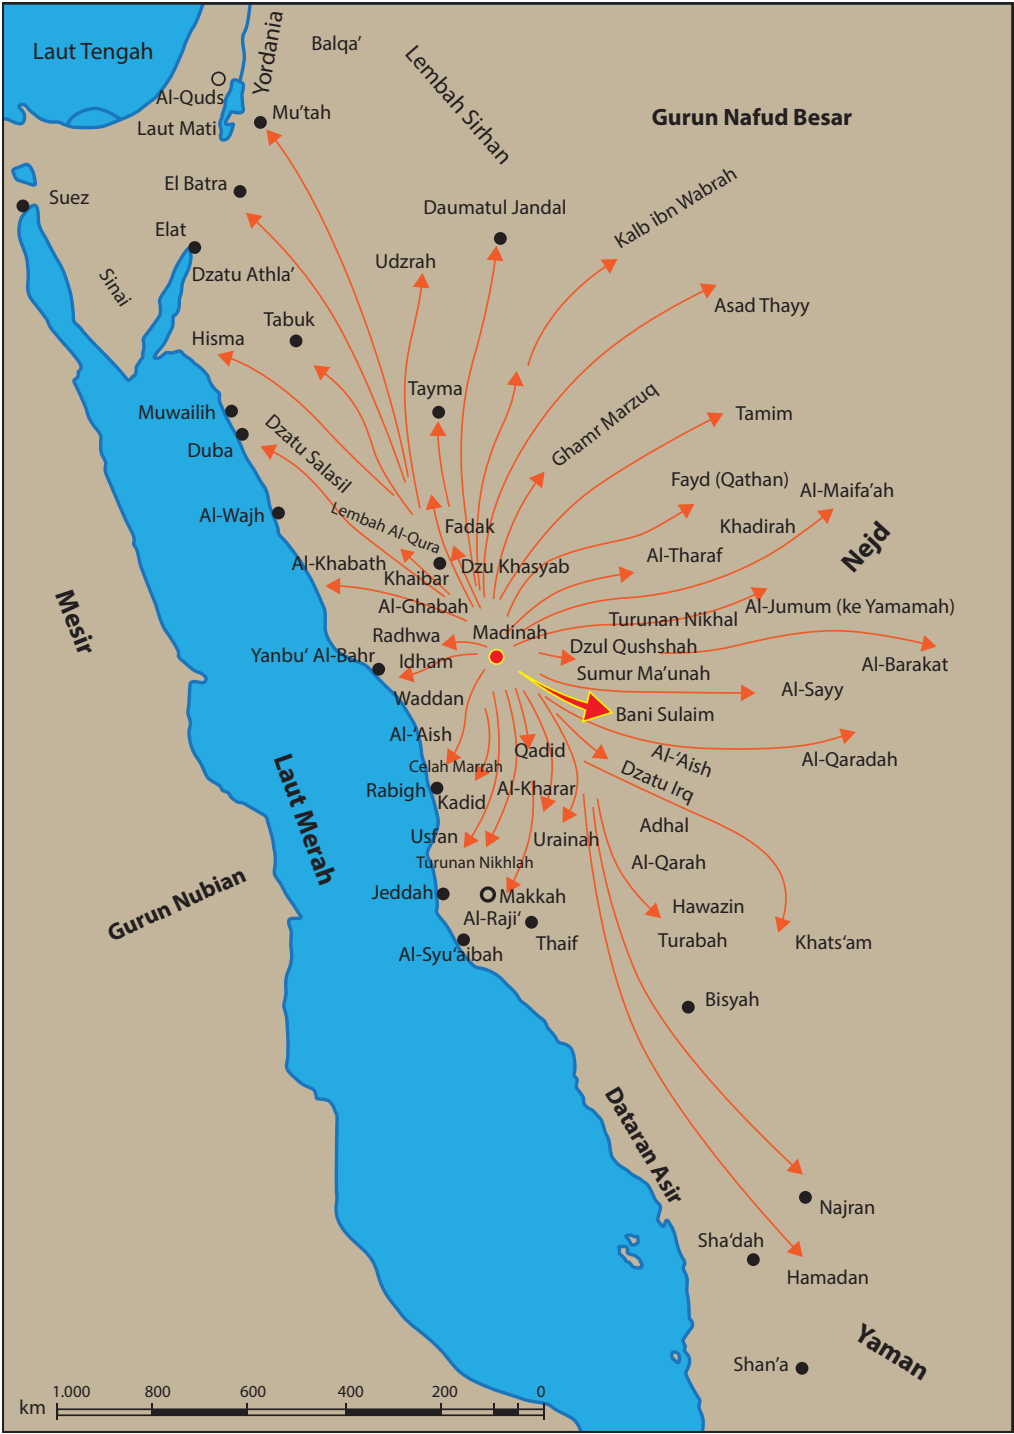 Laut Tengah
Yordania
Balqa’
Lembah Sirhan
Al-Quds
Laut Mati
Mu’tah
Gurun Nafud Besar
El Batra
Suez
Daumatul Jandal
Kalb ibn Wabrah
Elat
Sinai
Dzatu Athla’
Udzrah
Asad Thayy
Tabuk
Hisma
Tayma
Muwailih
Duba
Dzatu Salasil
Ghamr Marzuq
Tamim
Fayd (Qathan)
Al-Maifa’ah
Al-Wajh
Lembah Al-Qura
Fadak
Khadirah
Nejd
Al-Tharaf
Al-Khabath
Khaibar
Dzu Khasyab
Al-Ghabah
Al-Jumum (ke Yamamah)
Mesir
Turunan Nikhal
Radhwa
Madinah
Dzul Qushshah
Yanbu‘ Al-Bahr
Idham
Al-Barakat
Sumur Ma’unah
Al-Sayy
Waddan
Bani Sulaim
Al-‘Aish
Qadid
Al-‘Aish
Al-Qaradah
Celah Marrah
Dzatu Irq
Laut Merah
Rabigh
Kadid
Al-Kharar
Adhal
Usfan
Urainah
Al-Qarah
Turunan Nikhlah
Gurun Nubian
Jeddah
Makkah
Hawazin
Al-Raji‘
Thaif
Turabah
Khats‘am
Al-Syu‘aibah
Bisyah
Dataran Asir
Najran
Sha‘dah
Hamadan
Yaman
Shan’a
1.000 800 600 400 200 0
km